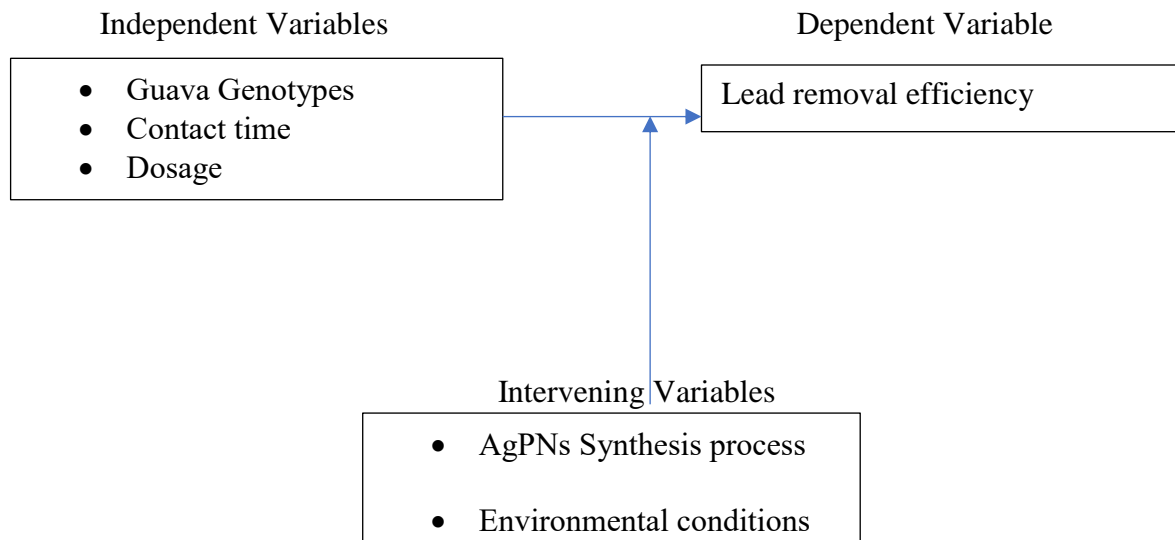 Independent Variables
Dependent Variable
• Guava Genotypes
• Contact time
• Dosage
Lead removal efficiency
Intervening Variables
• AgPNs Synthesis process
• Environmental conditions